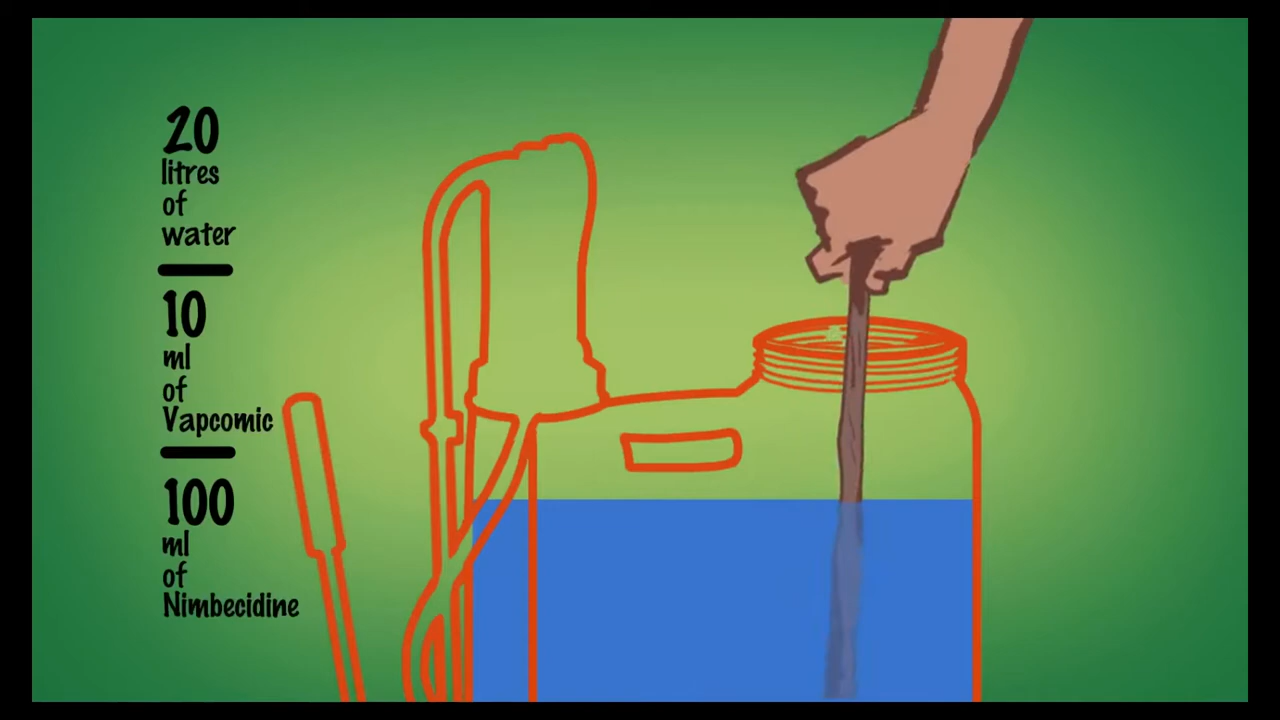 20
litres
of
water
10
ml
of
Vapcomic
100
ml
of
Nimbecidine